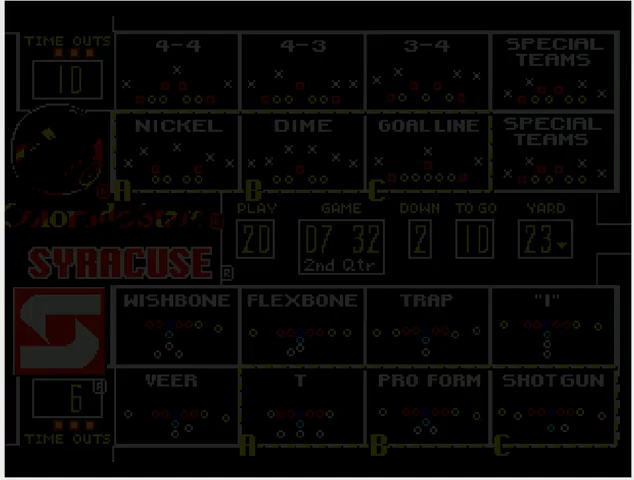 TIME OUTS
10
4-4
4-3
3-4
SPECIAL
TEAMS
NICKEL
DIME
GOAL LINE
SPECIAL
TEAMS
A
B
C
Colorado State
PLAY
GAME
DOWN
TO GO
YARD
20
07 32
2
10
23
2nd Qtr
SYRACUSE
WISHBONE
FLEXBONE
TRAP
"I"
VEER
T
PRO FORM
SHOTGUN
A
B
C
S
6
TIME OUTS